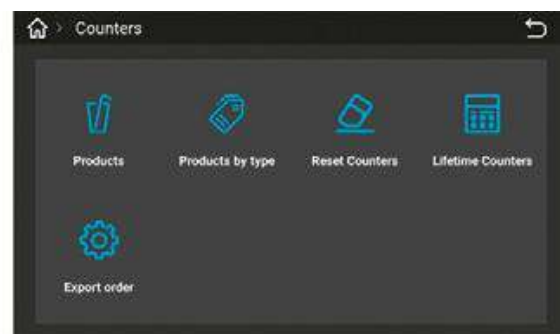 Counters
Products
Products by type
Reset Counters
Lifetime Counters
Export order